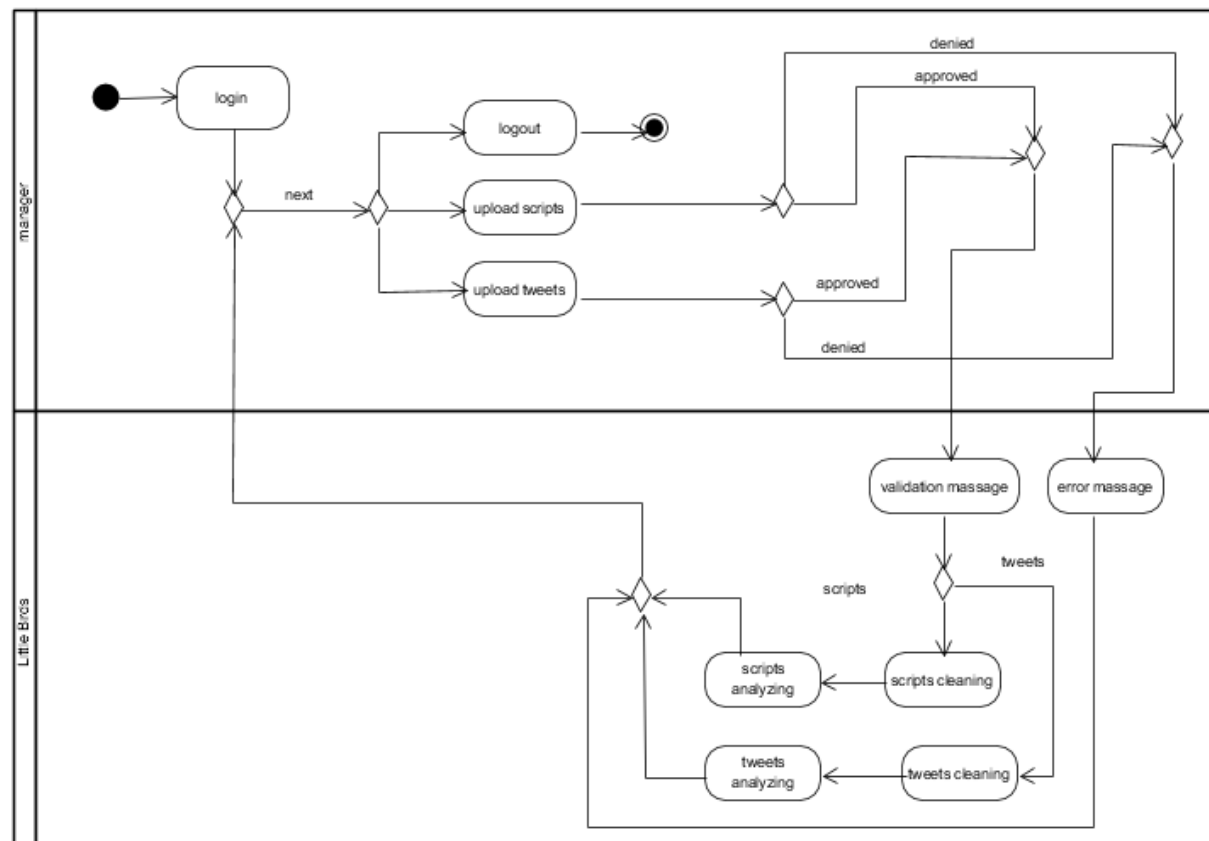 manager
login
next
logout
upload scripts
upload tweets
denied
approved
approved
denied
Little Birds
validation massage
error massage
tweets
scripts
scripts
analyzing
scripts cleaning
tweets
analyzing
tweets cleaning